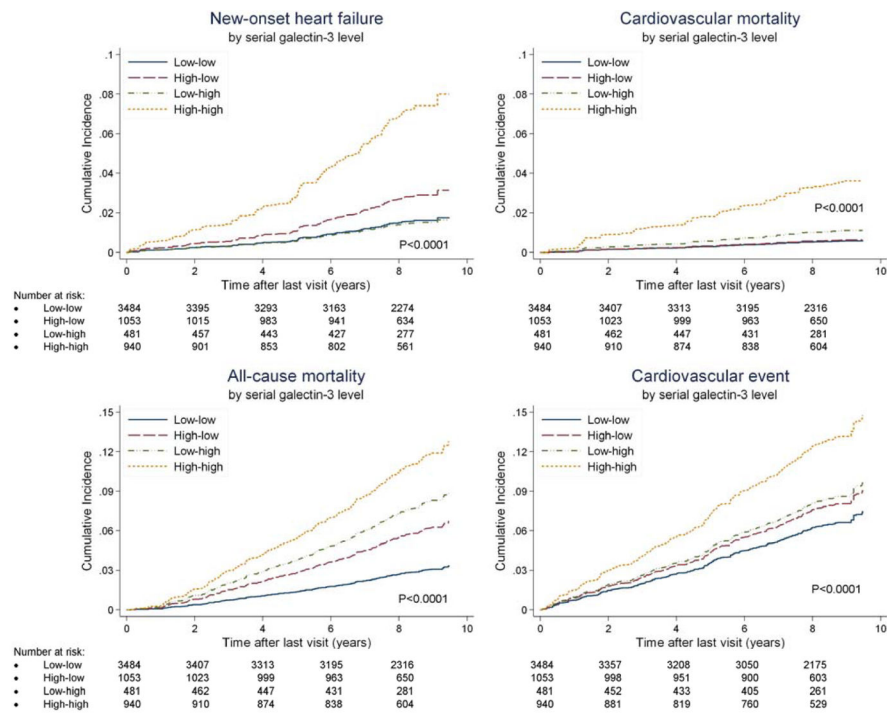 New-onset heart failure
by serial galectin-3 level
.1
.08
.06
.04
.02
0
Cumulative Incidence
Low-low
High-low
Low-high
High-high
P<0.0001
0 2 4 6 8 10
Time after last visit (years)
Number at risk:
• Low-low 3484 3395 3293 3163 2274
• High-low 1053 1015 983 941 634
• Low-high 481 457 443 427 277
• High-high 940 901 853 802 561
Cardiovascular mortality
by serial galectin-3 level
.1
.08
.06
.04
.02
0
Cumulative Incidence
Low-low
High-low
Low-high
High-high
P<0.0001
0 2 4 6 8 10
Time after last visit (years)
3484 3407 3313 3195 2316
1053 1023 999 963 650
481 462 447 431 281
940 910 874 838 604
All-cause mortality
by serial galectin-3 level
.15
.12
.09
.06
.03
0
Cumulative Incidence
Low-low
High-low
Low-high
High-high
P<0.0001
0 2 4 6 8 10
Time after last visit (years)
Number at risk:
• Low-low 3484 3407 3313 3195 2316
• High-low 1053 1023 999 963 650
• Low-high 481 462 447 431 281
• High-high 940 910 874 838 604
Cardiovascular event
by serial galectin-3 level
.15
.12
.09
.06
.03
0
Cumulative Incidence
Low-low
High-low
Low-high
High-high
P<0.0001
0 2 4 6 8 10
Time after last visit (years)
3484 3357 3208 3050 2175
1053 998 951 900 603
481 452 433 405 261
940 881 819 760 529